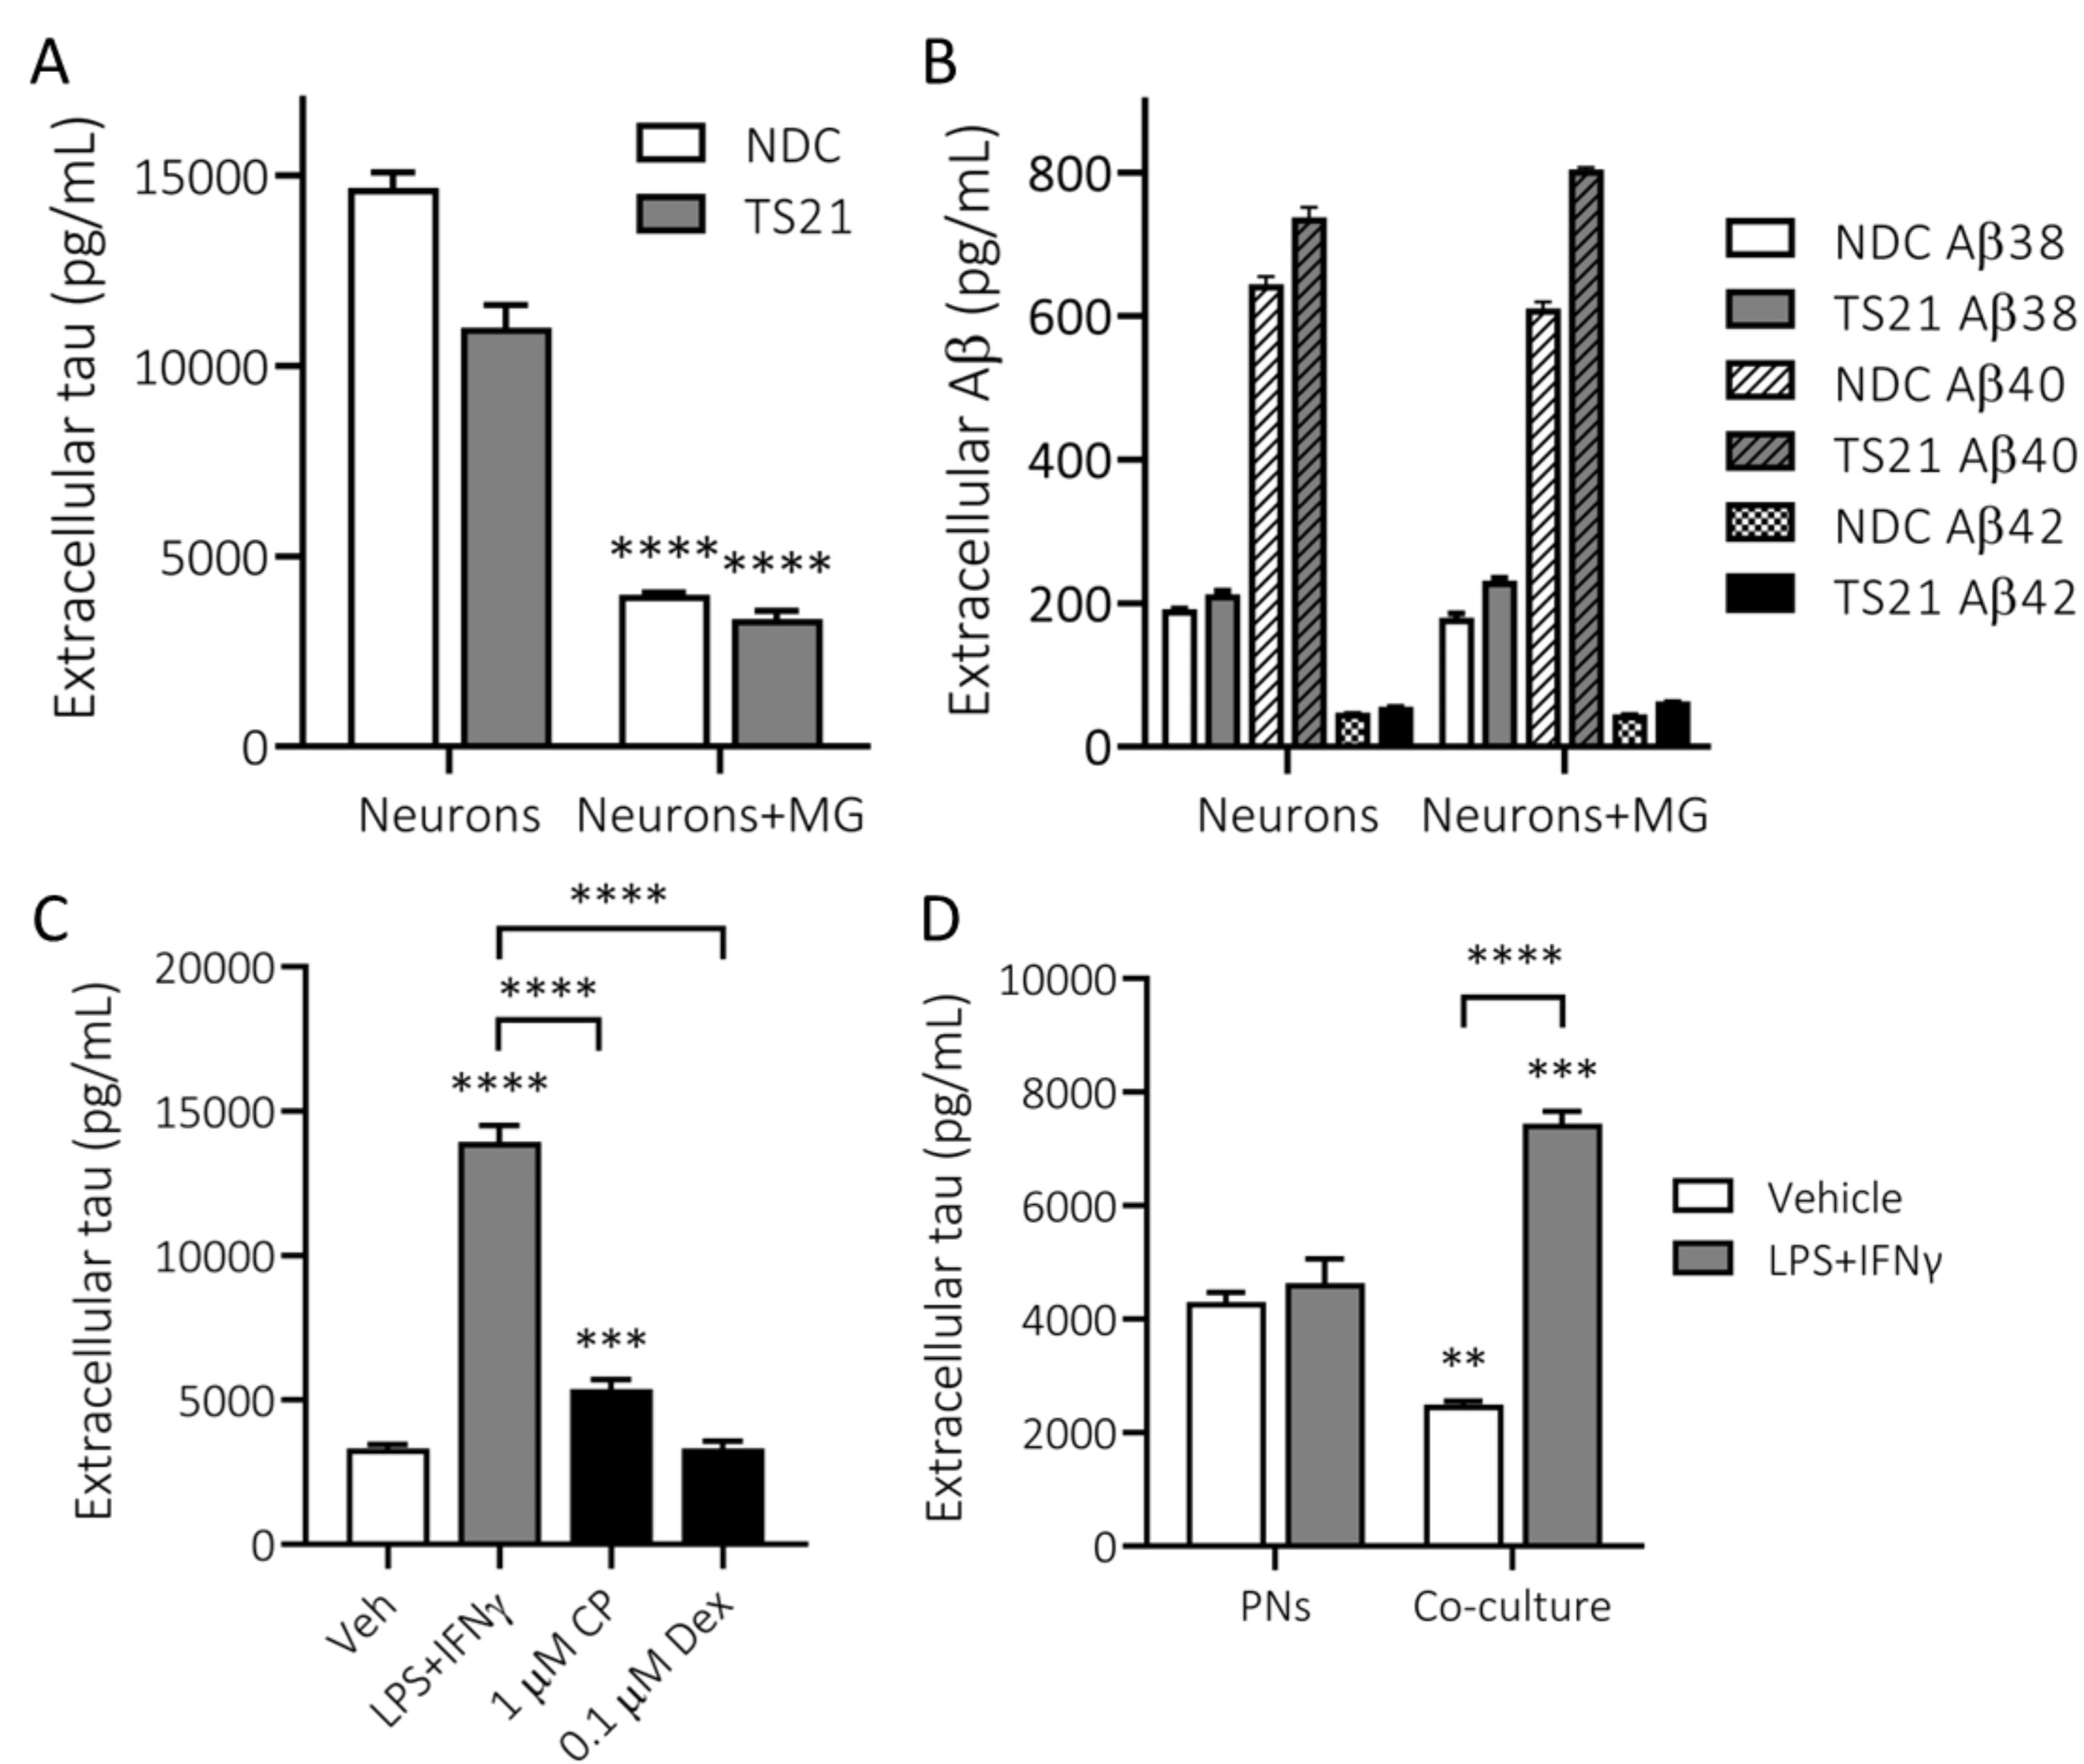 A
Extracellular tau (pg/mL)
15000
10000
5000
0
NDC
TS21
**** ****
Neurons Neurons+MG
B
Extracellular Aβ (pg/mL)
800
600
400
200
0
Neurons Neurons+MG
NDC Aβ38
TS21 Aβ38
NDC Aβ40
TS21 Aβ40
NDC Aβ42
TS21 Aβ42
C
Extracellular tau (pg/mL)
20000
15000
10000
5000
0
****
****
****
***
Veh
LPS+IFNγ
1 μM CP
0.1 μM Dex
D
Extracellular tau (pg/mL)
10000
8000
6000
4000
2000
0
****
***
**
PNs Co-culture
Vehicle
LPS+IFNγ